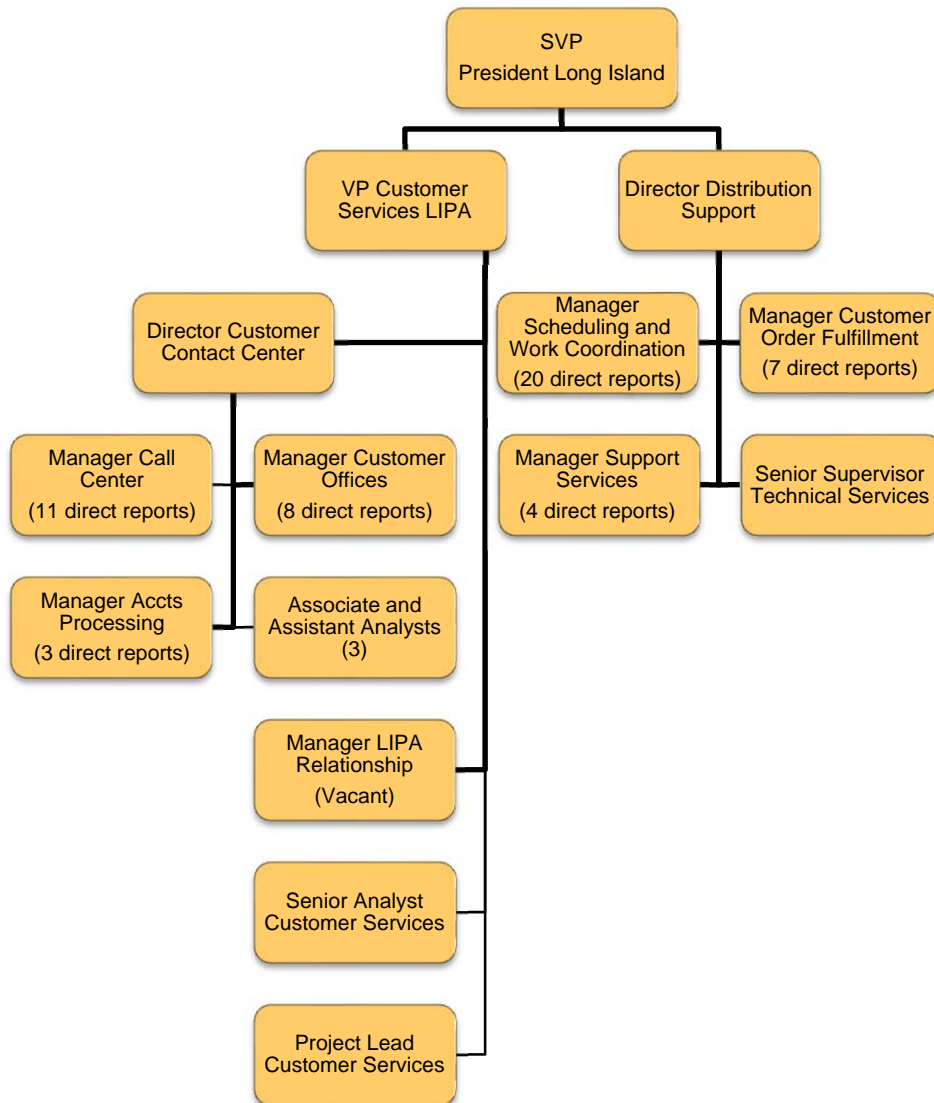 SVP
President Long Island
VP Customer
Services LIPA
Director Distribution
Support
Director Customer
Contact Center
Manager
Scheduling and
Work Coordination
(20 direct reports)
Manager Customer
Order Fulfillment
(7 direct reports)
Manager Call
Center
(11 direct reports)
Manager Customer
Offices
(8 direct reports)
Manager Support
Services
(4 direct reports)
Senior Supervisor
Technical Services
Manager Accts
Processing
(3 direct reports)
Associate and
Assistant Analysts
(3)
Manager LIPA
Relationship
(Vacant)
Senior Analyst
Customer Services
Project Lead
Customer Services